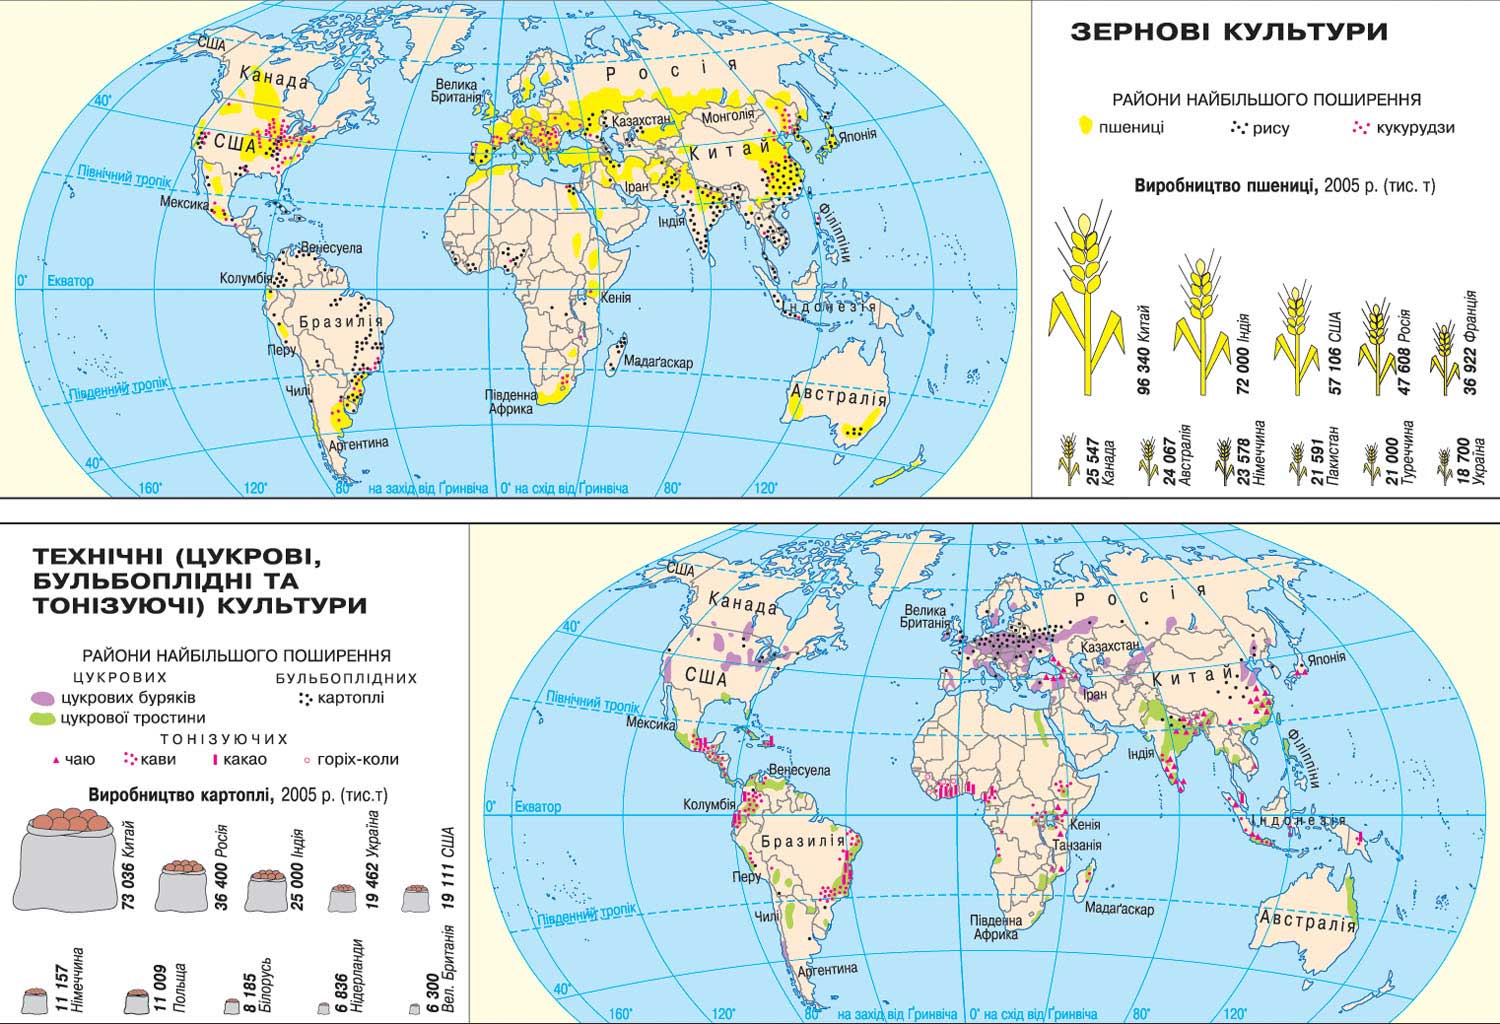 США
Канада
США
Мексика
Північний тропік
40°
0° Екватор
Південний тропік
40°
Венесуела
Колумбія
Бразилія
Перу
Чилі
Аргентина
Велика
Британія
Росія
Казахстан
Монголія
Китай
Японія
Іран
Індія
Філіппіни
Кенія
Індонезія
Мадаґаскар
Південна
Африка
Австралія
160° 120° 80° на захід від Ґринвіча 0° на схід від Ґринвіча 80° 120°
ЗЕРНОВІ КУЛЬТУРИ
РАЙОНИ НАЙБІЛЬШОГО ПОШИРЕННЯ
пшениці рису кукурудзи
Виробництво пшениці, 2005 р. (тис. т)
96 340 Китай
72 000 Індія
57 106 США
47 608 Росія
36 922 Франція
25 547 Канада
24 067 Австралія
23 578 Німеччина
21 591 Пакистан
21 000 Туреччина
18 700 Україна
ТЕХНІЧНІ (ЦУКРОВІ,
БУЛЬБОПЛІДНІ ТА
ТОНІЗУЮЧІ) КУЛЬТУРИ
РАЙОНИ НАЙБІЛЬШОГО ПОШИРЕННЯ
ЦУКРОВИХ БУЛЬБОПЛІДНИХ
цукрових буряків картоплі
цукрової тростини
ТОНІЗУЮЧИХ
чаю кави какао горіх-коли
Виробництво картоплі, 2005 р. (тис.т)
73 036 Китай
36 400 Росія
25 000 Індія
19 462 Україна
19 111 США
11 157 Німеччина
11 009 Польща
8 185 Білорусь
6 836 Нідерланди
6 300 Вел. Британія
США
Канада
США
Мексика
Північний тропік
40°
0° Екватор
Південний тропік
40°
Венесуела
Колумбія
Бразилія
Перу
Чилі
Аргентина
Велика
Британія
Росія
Казахстан
Китай
Японія
Іран
Індія
Філіппіни
Кенія
Танзанія
Індонезія
Мадаґаскар
Південна
Африка
Австралія
160° 120° 80° на захід від Ґринвіча 0° на схід від Ґринвіча 80° 120°